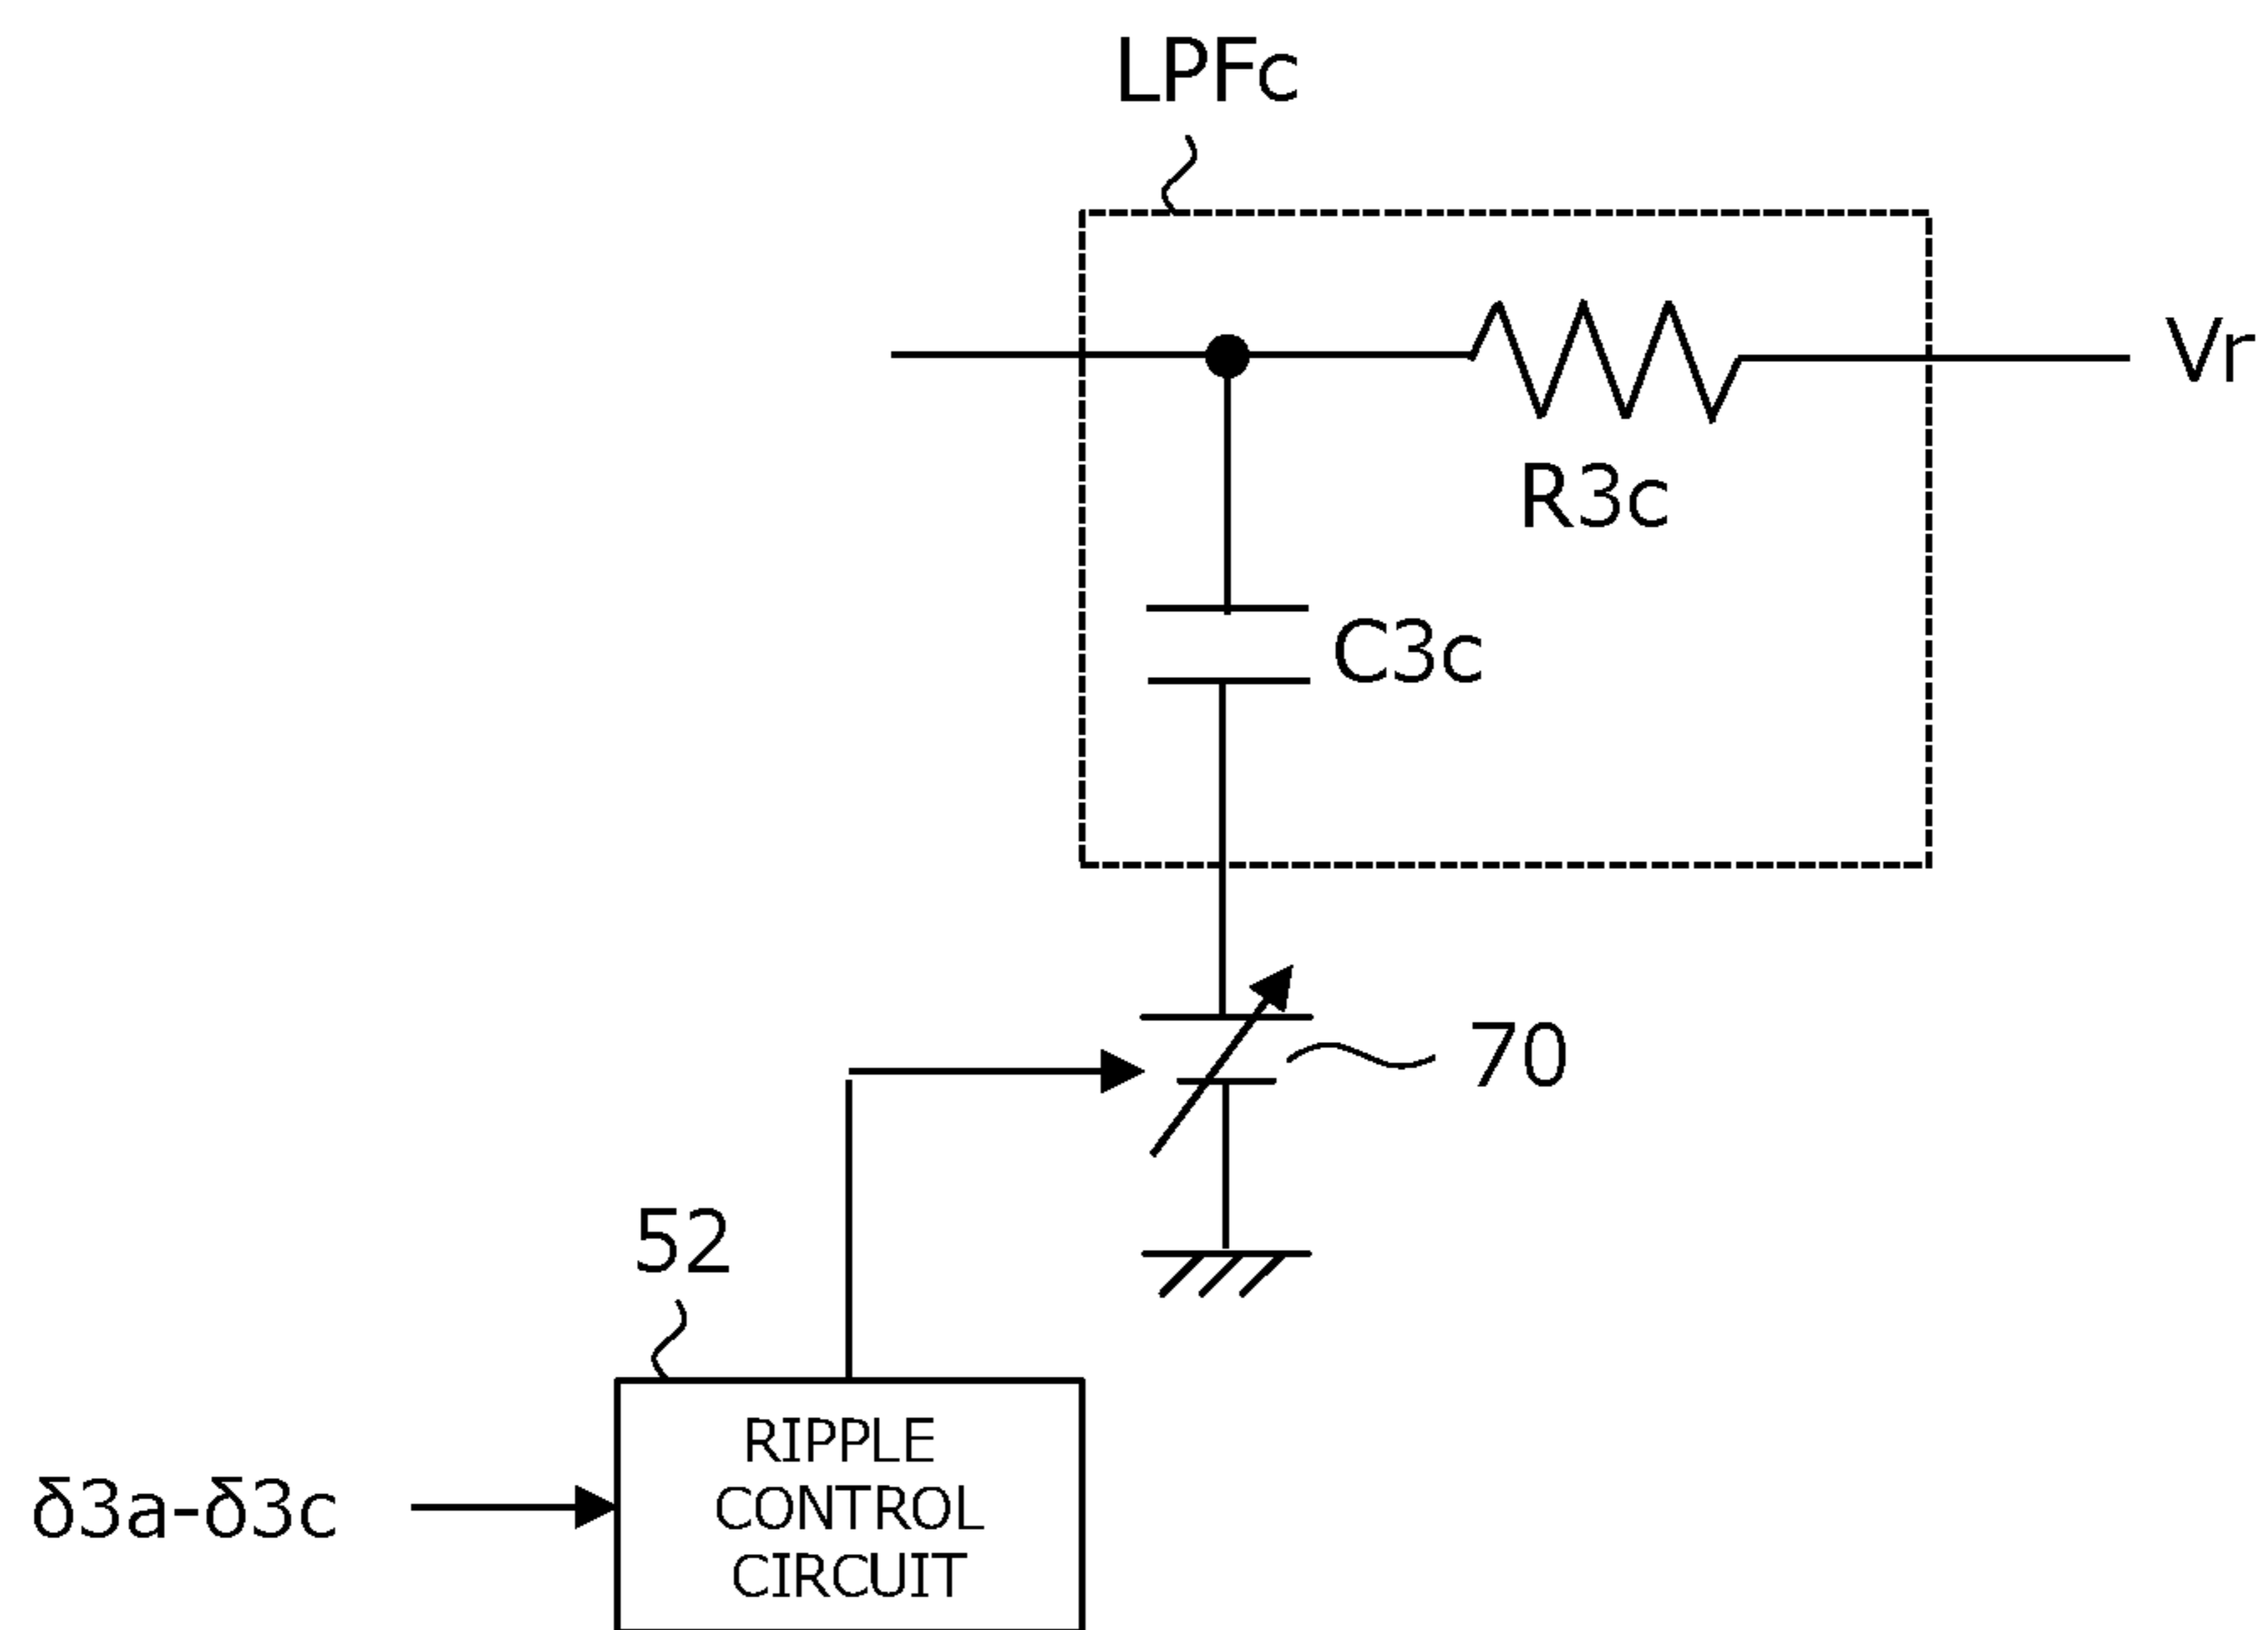 LPFc
Vr
R3c
C3c
70
52
RIPPLE
CONTROL
CIRCUIT
δ3a-δ3c